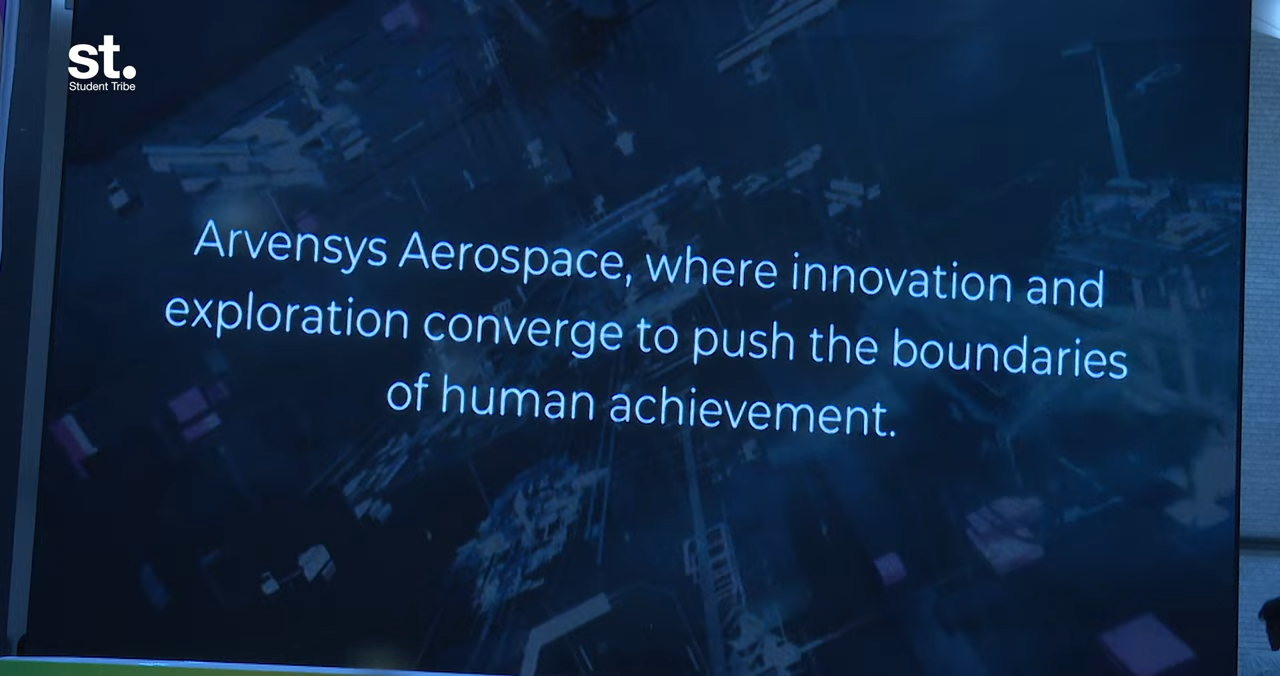 st.
Student Tribe
Arvensys Aerospace, where innovation and
exploration converge to push the boundaries
of human achievement.